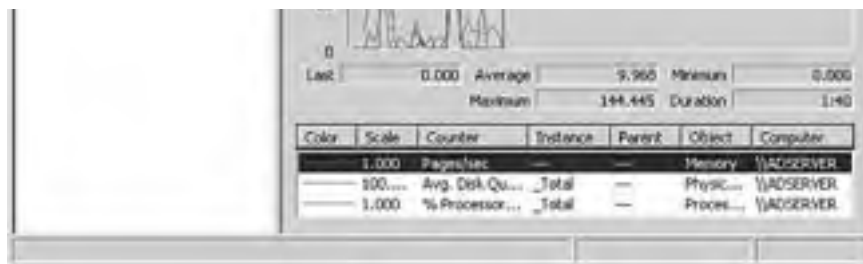 0
Last 0.000 Average 9.968 Minimum 0.000
Maximum 144.445 Duration 1:40
Color Scale Counter Instance Parent Object Computer
1.000 Pages/sec --- --- Memory \\ADSERVER
100.... Avg. Disk Qu... _Total --- Physic... \\ADSERVER
1.000 % Processor... _Total --- Proces... \\ADSERVER